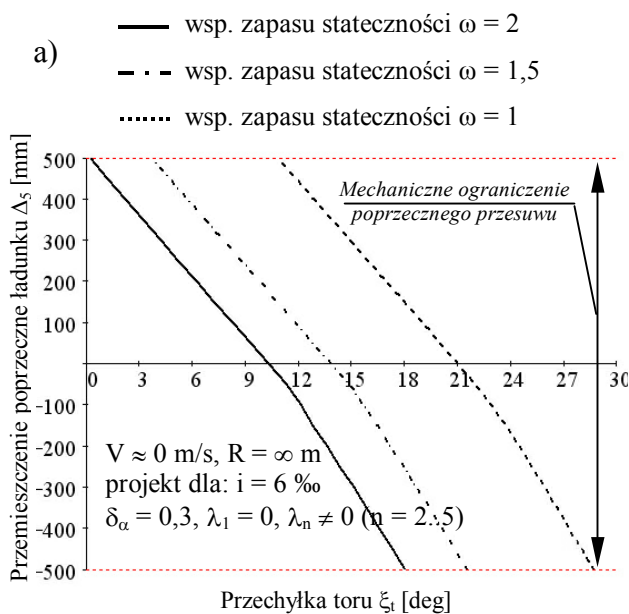 a)
wsp. zapasu stateczności ω = 2
wsp. zapasu stateczności ω = 1,5
wsp. zapasu stateczności ω = 1
Przemieszczenie poprzeczne ładunku Δ₅ [mm]
500
400
300
200
100
-100
-200
-300
-400
-500
0 3 6 9 12 15 18 21 24 27 30
Mechaniczne ograniczenie
poprzecznego przesuwu
V ≈ 0 m/s, R = ∞ m
projekt dla: i = 6 ‰
δα = 0,3, λ₁ = 0, λₙ ≠ 0 (n = 2..5)
Przechyłka toru ξₜ [deg]